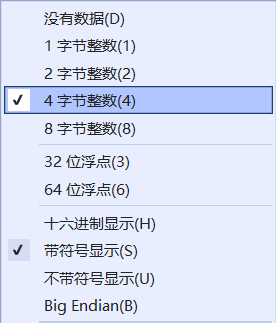 没有数据(D)
1 字节整数(1)
2 字节整数(2)
4 字节整数(4)
8 字节整数(8)
32 位浮点(3)
64 位浮点(6)
十六进制显示(H)
带符号显示(S)
不带符号显示(U)
Big Endian(B)